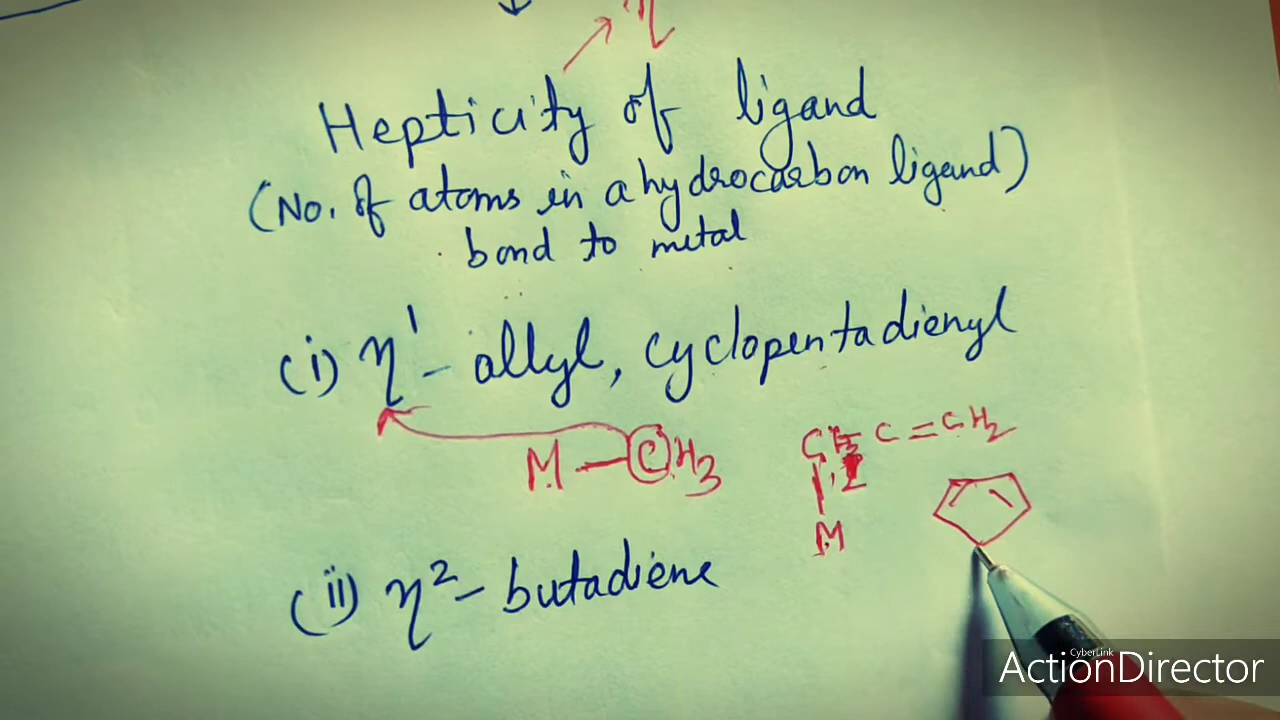 η
Hepticity of ligand
(No. of atoms in a hydrocarbon ligand)
bond to metal
(i) η¹- allyl, cyclopentadienyl
M - CH3
C = CH2
M
(ii) η²- butadiene
CyberLink
ActionDirector